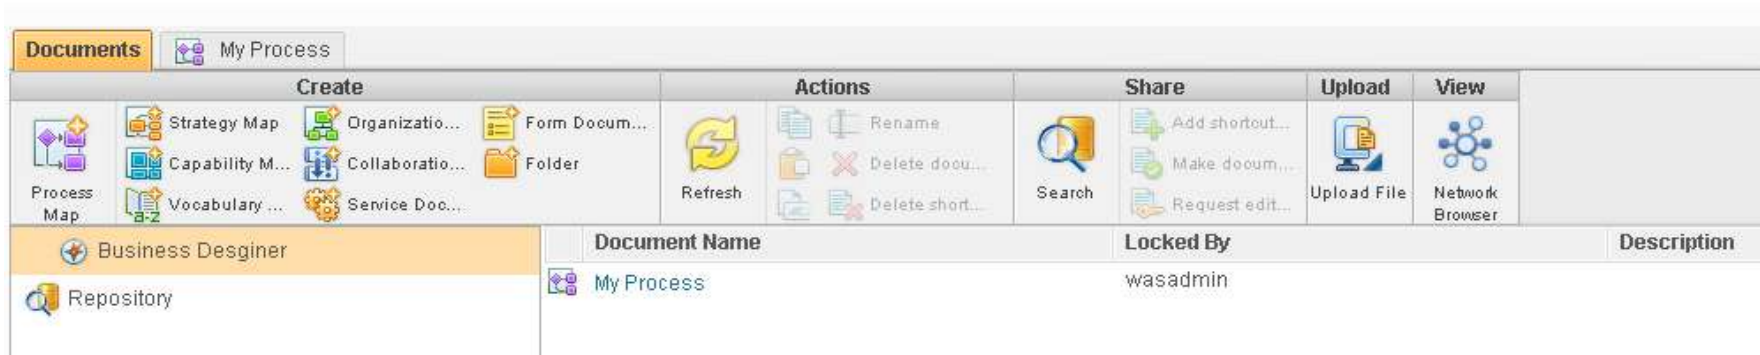 Documents My Process
Create Actions Share Upload View
Strategy Map Organizatio... Form Docum... Rename Add shortout...
Capability M... Collaboratio... Folder Delete docu... Make docum...
Process Map Vocabulary ... Service Doc... Refresh Delete short... Search Request edit... Upload File Network Browser
Business Desginer Document Name Locked By Description
My Process wasadmin
Repository